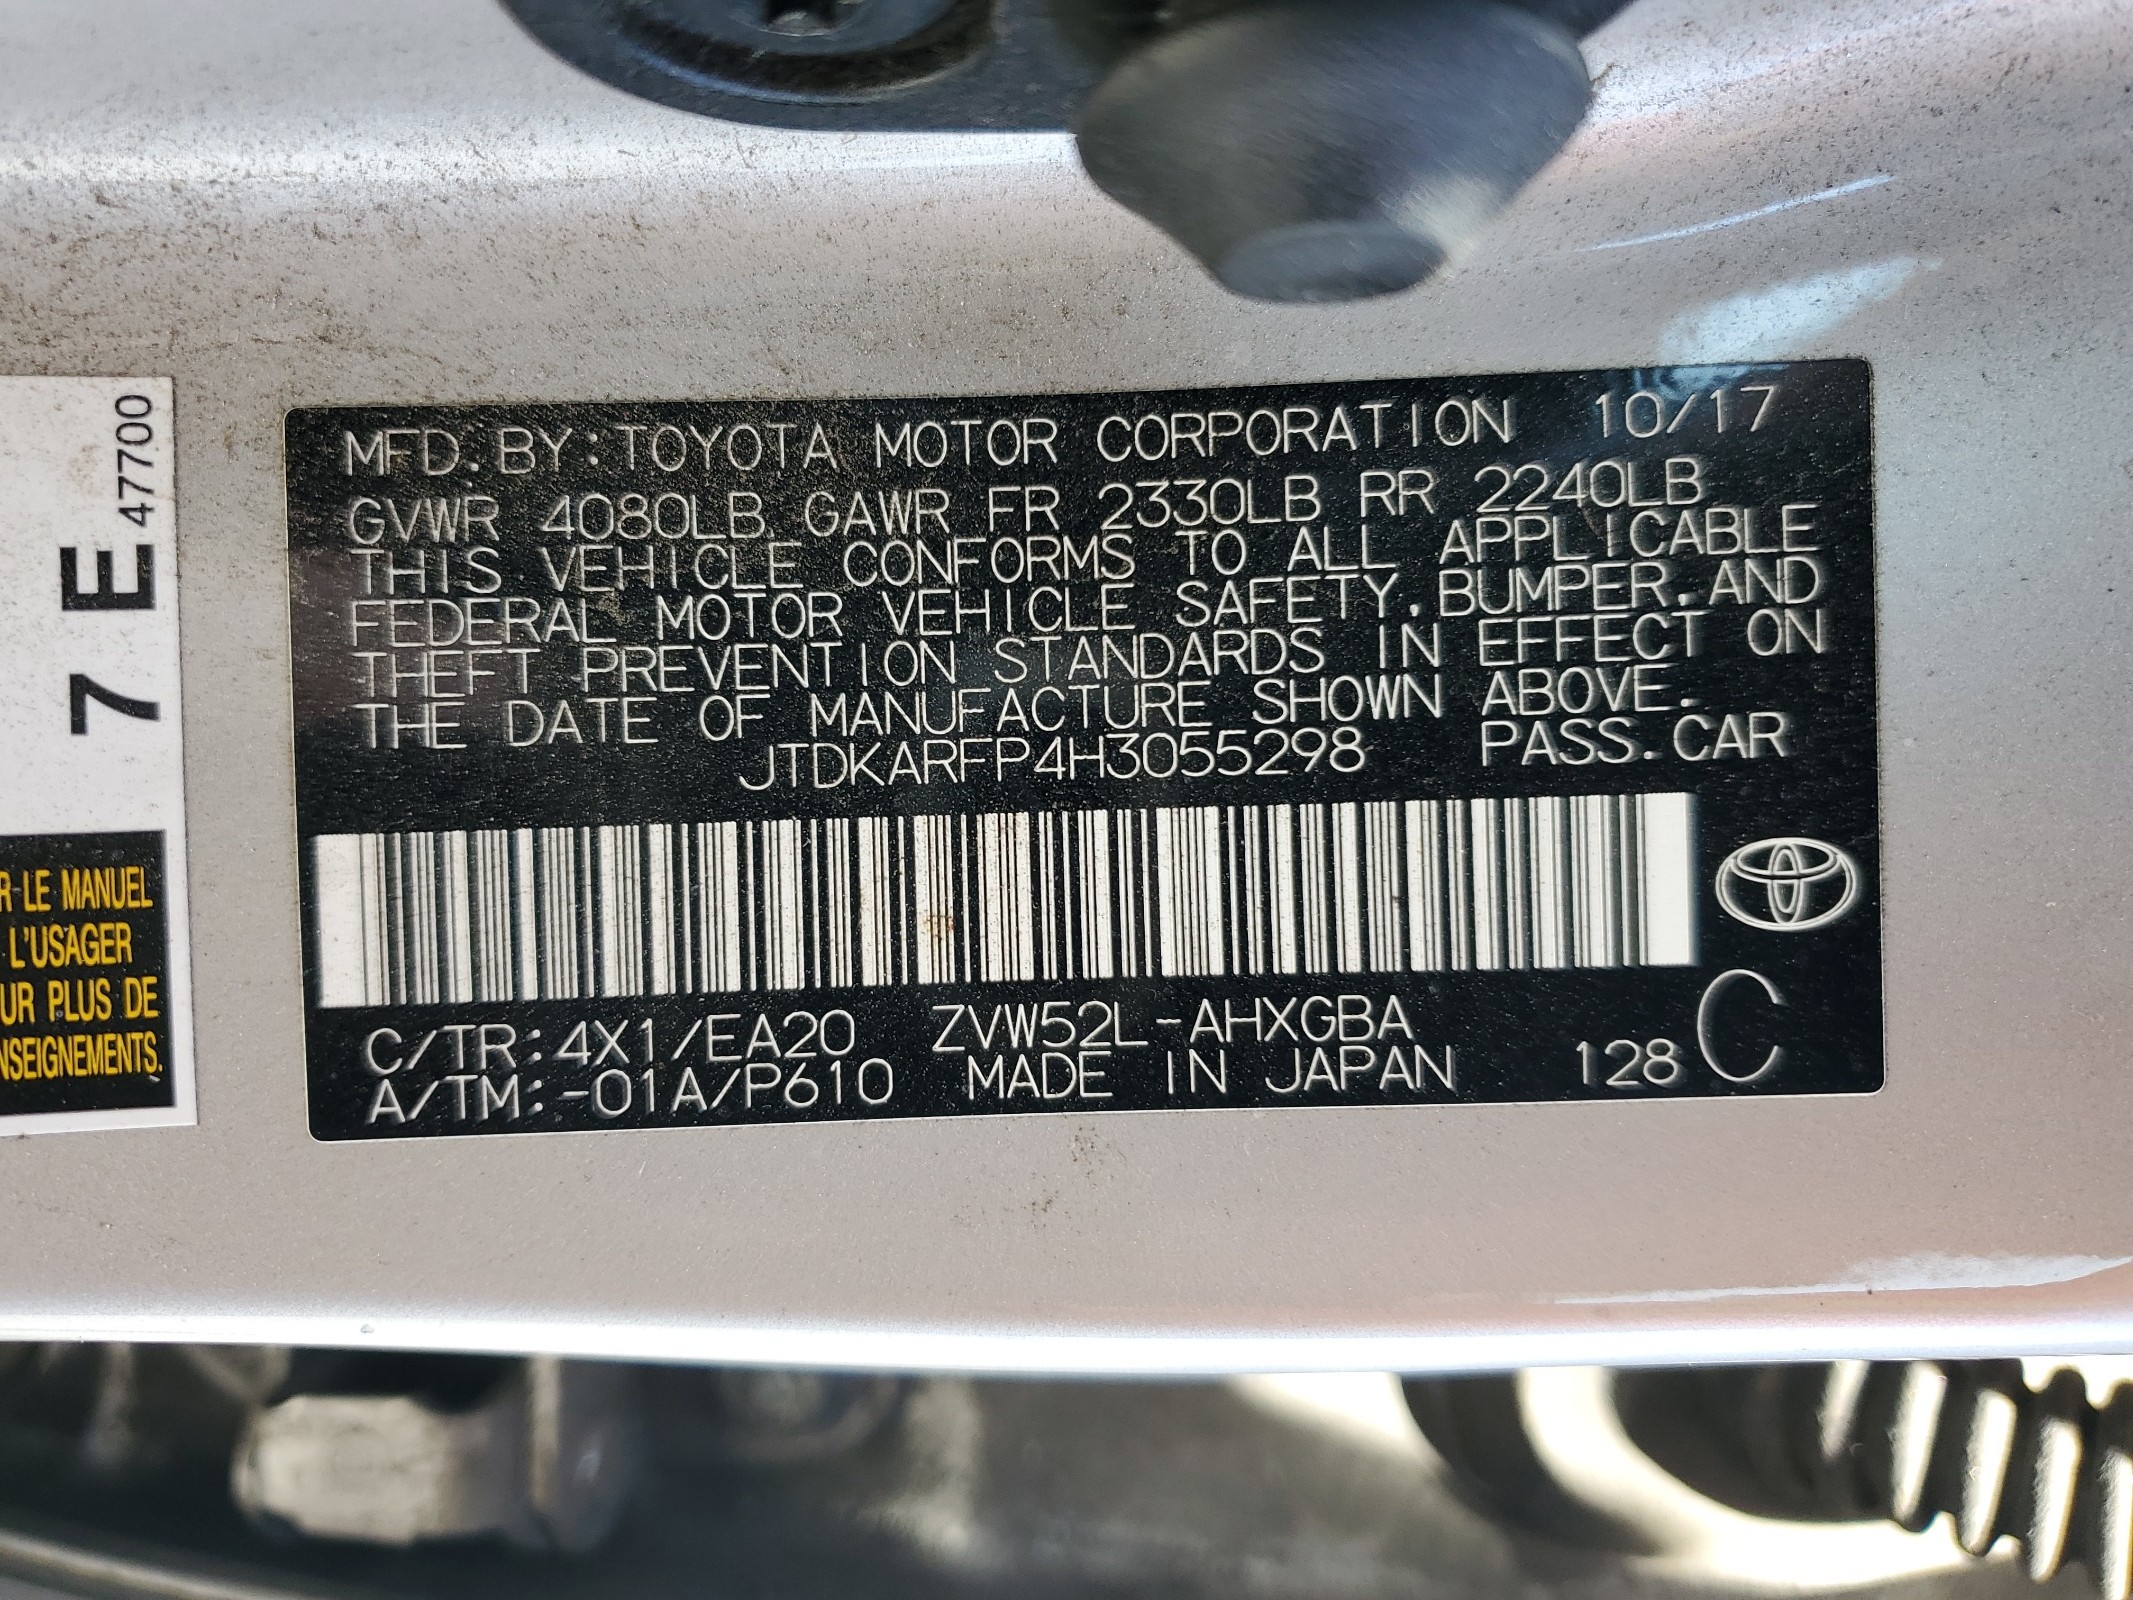 MFD. BY: TOYOTA MOTOR CORPORATION 10/17
GVWR 4080LB GAWR FR 2330LB RR 2240LB
THIS VEHICLE CONFORMS TO ALL APPLICABLE
FEDERAL MOTOR VEHICLE SAFETY, BUMPER, AND
THEFT PREVENTION STANDARDS IN EFFECT ON
THE DATE OF MANUFACTURE SHOWN ABOVE.
JTDKARFP4H3055298 PASS. CAR
C/TR: 4X1/EA20 ZVW52L-AHXGBA
A/TM: -01A/P610 MADE IN JAPAN 128 C
7 E 47700
R LE MANUEL
L'USAGER
UR PLUS DE
NSEIGNEMENTS.